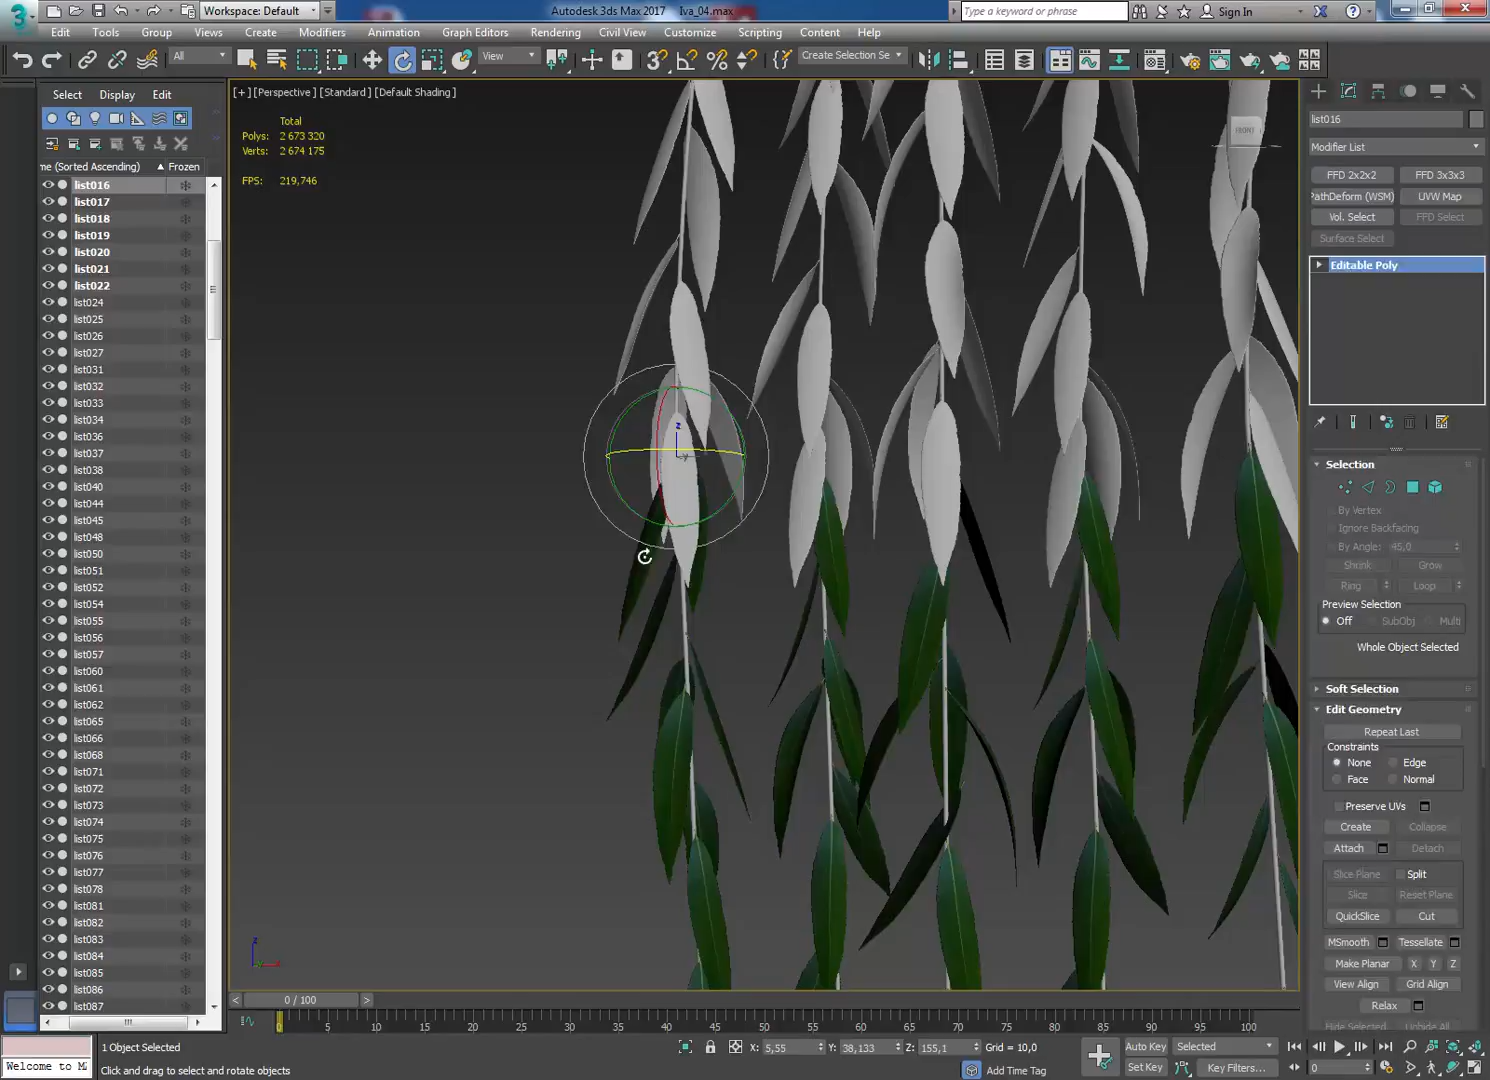 Workspace: Default
Autodesk 3ds Max 2017 Iva_04.max
Type a keyword or phrase
Sign In
Edit Tools Group Views Create Modifiers Animation Graph Editors Rendering Civil View Customize Scripting Content Help
All
View
Create Selection Se
Select Display Edit
me (Sorted Ascending) Frozen
list016
list017
list018
list019
list020
list021
list022
list024
list025
list026
list027
list031
list032
list033
list034
list036
list037
list038
list040
list044
list045
list048
list050
list051
list052
list054
list055
list056
list057
list060
list061
list062
list065
list066
list068
list071
list072
list073
list074
list075
list076
list077
list078
list081
list082
list083
list084
list085
list086
list087
[+] [Perspective] [Standard] [Default Shading]
Total
Polys: 2 673 320
Verts: 2 674 175
FPS: 219,746
FRONT
list016
Modifier List
FFD 2x2x2 FFD 3x3x3
PathDeform (WSM) UVW Map
Vol. Select FFD Select
Surface Select
Editable Poly
Selection
By Vertex
Ignore Backfacing
By Angle: 45,0
Shrink Grow
Ring Loop
Preview Selection
Off SubObj Multi
Whole Object Selected
Soft Selection
Edit Geometry
Repeat Last
Constraints
None Edge
Face Normal
Preserve UVs
Create Collapse
Attach Detach
Slice Plane Split
Slice Reset Plane
QuickSlice Cut
MSmooth Tessellate
Make Planar X Y Z
View Align Grid Align
Relax
Hide Selected Unhide All
0 / 100
0 5 10 15 20 25 30 35 40 45 50 55 60 65 70 75 80 85 90 95 100
1 Object Selected
X: 5,55 Y: 38,133 Z: 155,1 Grid = 10,0
Auto Key Selected
Welcome to M
Click and drag to select and rotate objects
Add Time Tag
Set Key Key Filters...
0